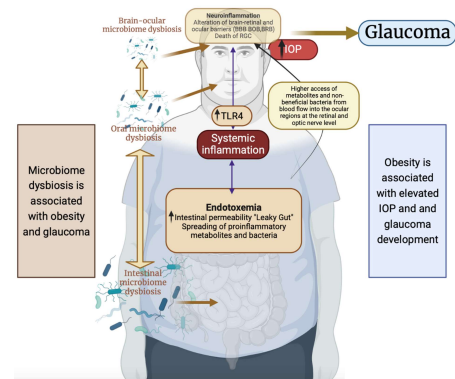 Brain-ocular
microbiome dysbiosis
Neuroinflammation
Alteration of brain-retinal and
ocular barriers (BBB BOB,BRB)
Death of RGC
IOP
Glaucoma
Higher access of
metabolites and non-
beneficial bacteria from
blood flow into the ocular
regions at the retinal and
optic nerve level
Oral microbiome
dysbiosis
TLR4
Systemic
inflammation
Microbiome
dysbiosis is
associated
with obesity
and glaucoma
Endotoxemia
Intestinal permeability "Leaky Gut"
Spreading of proinflammatory
metabolites and bacteria
Obesity is
associated
with elevated
IOP and and
glaucoma
development
Intestinal
microbiome
dysbiosis